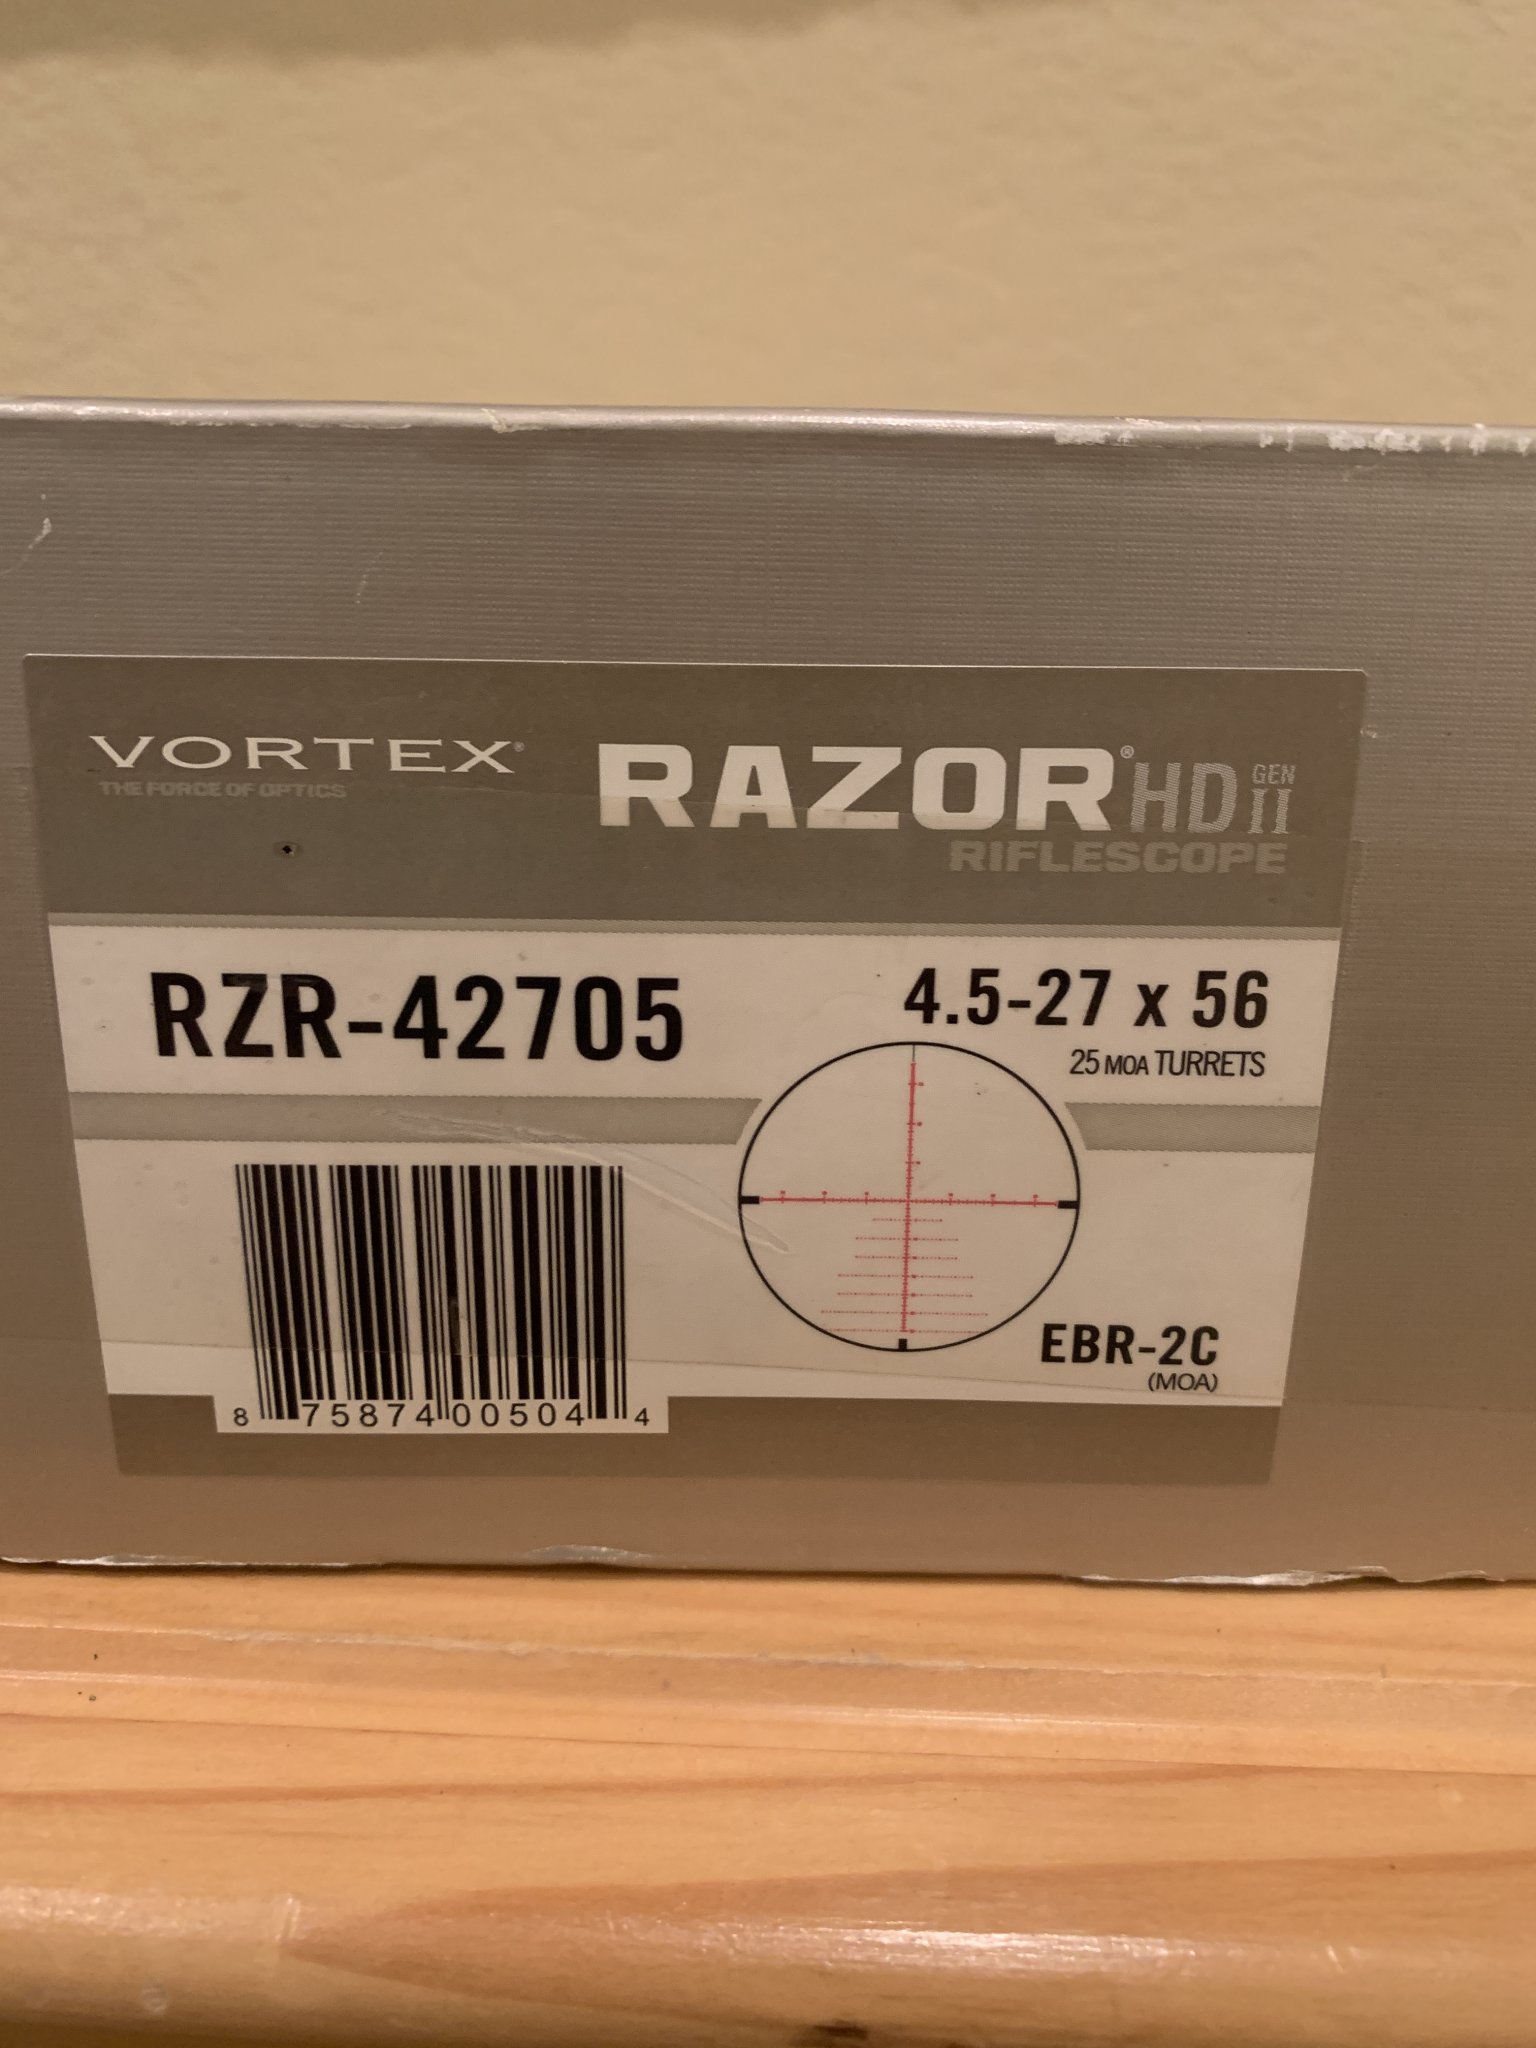 VORTEX®
THE FORCE OF OPTICS
RAZOR® HD GEN II
RIFLESCOPE
RZR-42705
4.5-27 x 56
25 MOA TURRETS
EBR-2C
(MOA)
8 75874 00504 4